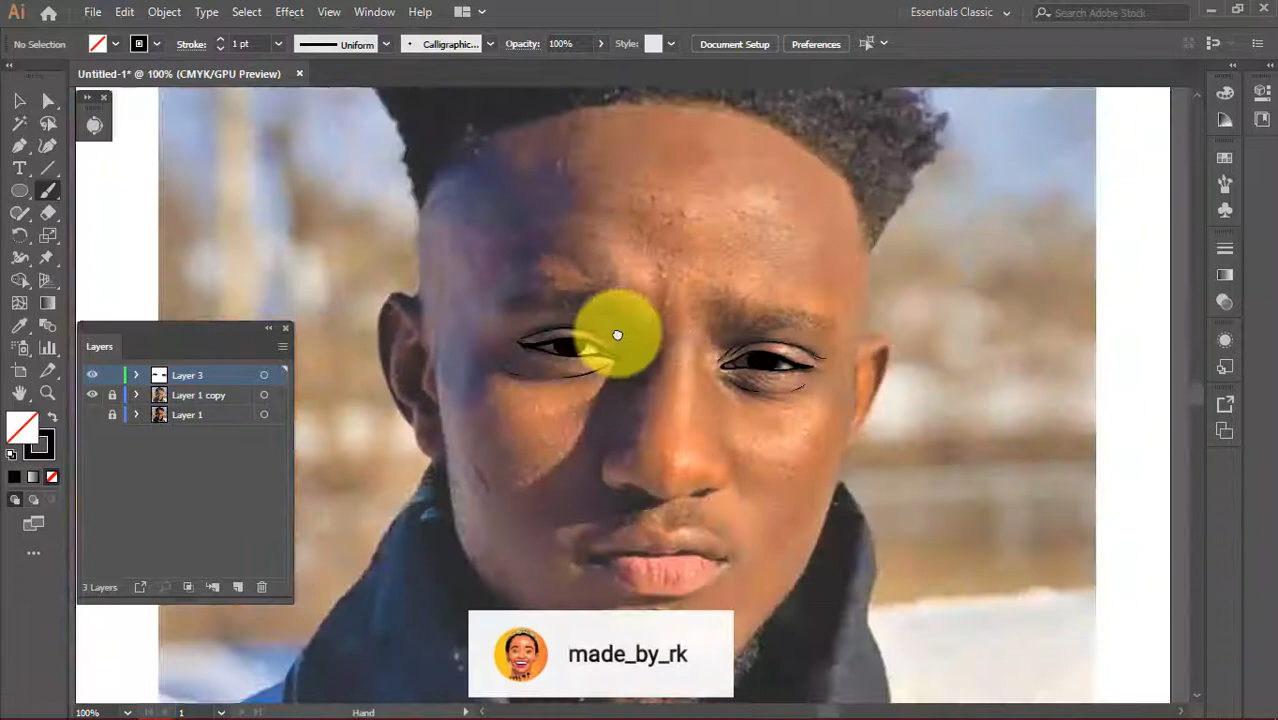 Ai File Edit Object Type Select Effect View Window Help Essentials Classic Search Adobe Stock
No Selection Stroke: 1 pt Uniform Calligraphic... Opacity: 100% Style: Document Setup Preferences
Untitled-1* @ 100% (CMYK/GPU Preview)
Layers
Layer 3
Layer 1 copy
Layer 1
3 Layers
made_by_rk
100% 1 Hand